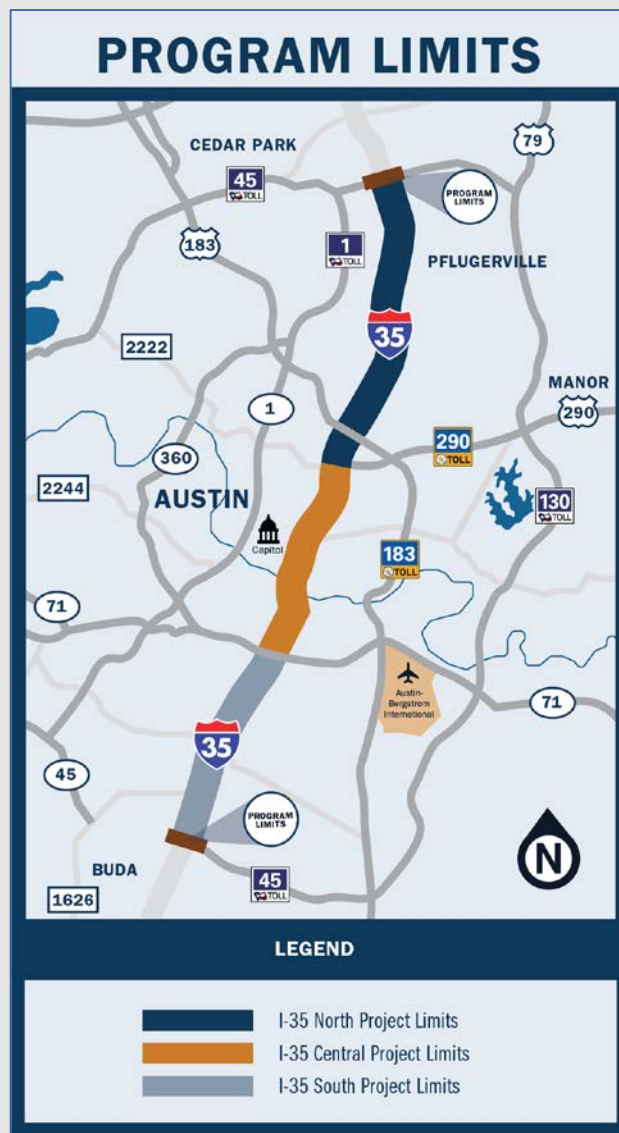 PROGRAM LIMITS
CEDAR PARK
79
45
TOLL
PROGRAM
LIMITS
183
1
TOLL
PFLUGERVILLE
35
2222
MANOR
290
1
290
TOLL
360
2244
AUSTIN
130
TOLL
Capitol
183
TOLL
71
Austin-
Bergstrom
International
71
35
45
PROGRAM
LIMITS
BUDA
45
TOLL
N
1626
LEGEND
I-35 North Project Limits
I-35 Central Project Limits
I-35 South Project Limits